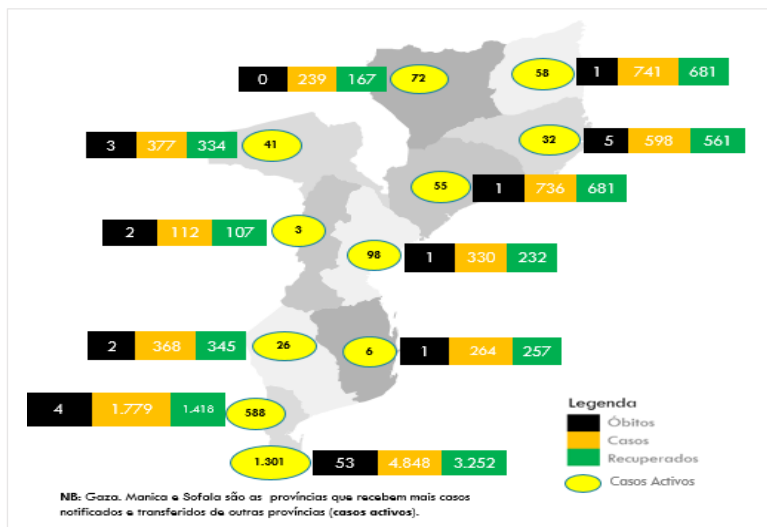 0 239 167 72
58 1 741 681
3 377 334 41
32 5 598 561
55 1 736 681
2 112 107 3
98 1 330 232
2 368 345 26
6 1 264 257
4 1.779 1.418 588
1.301 53 4.848 3.252
Legenda
Óbitos
Casos
Recuperados
Casos Activos
NB: Gaza. Manica e Sofala são as províncias que recebem mais casos
notificados e transferidos de outras províncias (casos activos).